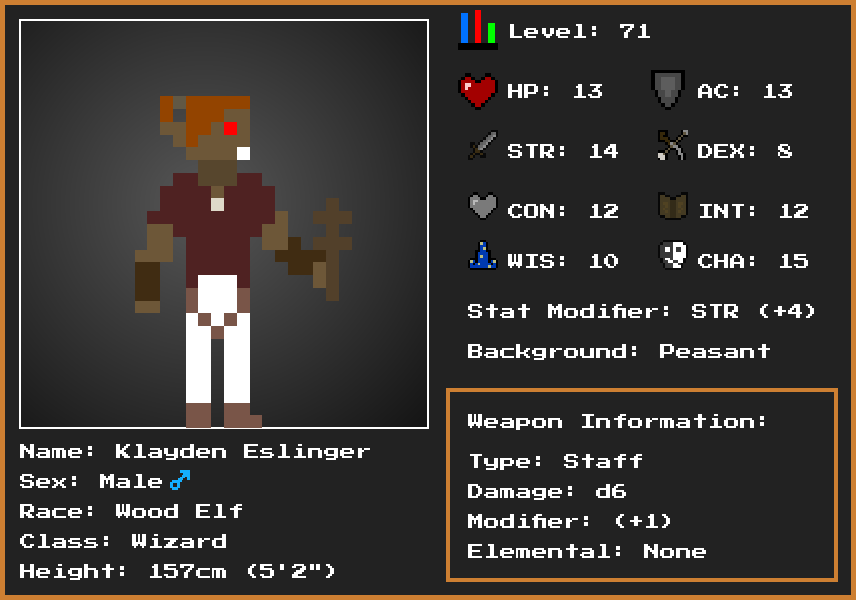 Level: 71
HP: 13
AC: 13
STR: 14
DEX: 8
CON: 12
INT: 12
WIS: 10
CHA: 15
Stat Modifier: STR (+4)
Background: Peasant
Weapon Information:
Type: Staff
Damage: d6
Modifier: (+1)
Elemental: None
Name: Klayden Eslinger
Sex: Male♂
Race: Wood Elf
Class: Wizard
Height: 157cm (5'2")